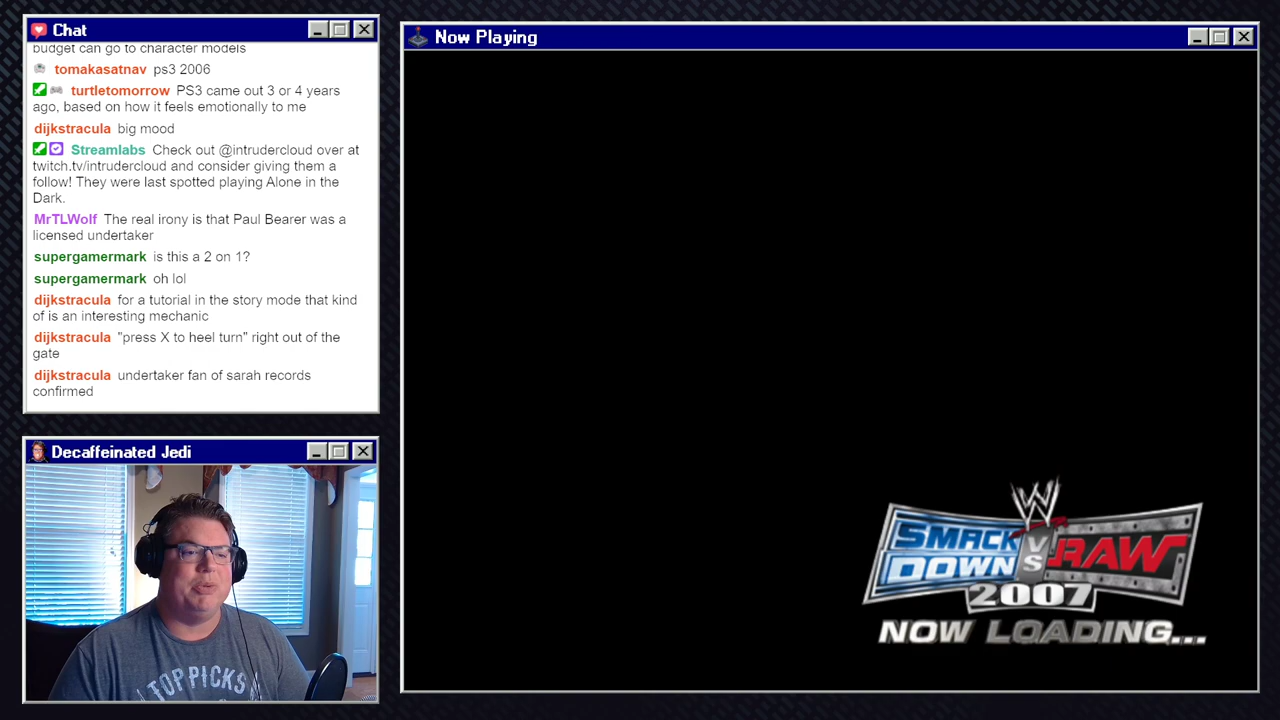 Chat
budget can go to character models
tomakasatnav ps3 2006
turtletomorrow PS3 came out 3 or 4 years
ago, based on how it feels emotionally to me
dijkstracula big mood
Streamlabs Check out @intrudercloud over at
twitch.tv/intrudercloud and consider giving them a
follow! They were last spotted playing Alone in the
Dark.
MrTLWolf The real irony is that Paul Bearer was a
licensed undertaker
supergamermark is this a 2 on 1?
supergamermark oh lol
dijkstracula for a tutorial in the story mode that kind
of is an interesting mechanic
dijkstracula "press X to heel turn" right out of the
gate
dijkstracula undertaker fan of sarah records
confirmed
Decaffeinated Jedi
TOPPICKS
Now Playing
W
SMACK
DOWN
VS
RAW
2007
NOW LOADING...